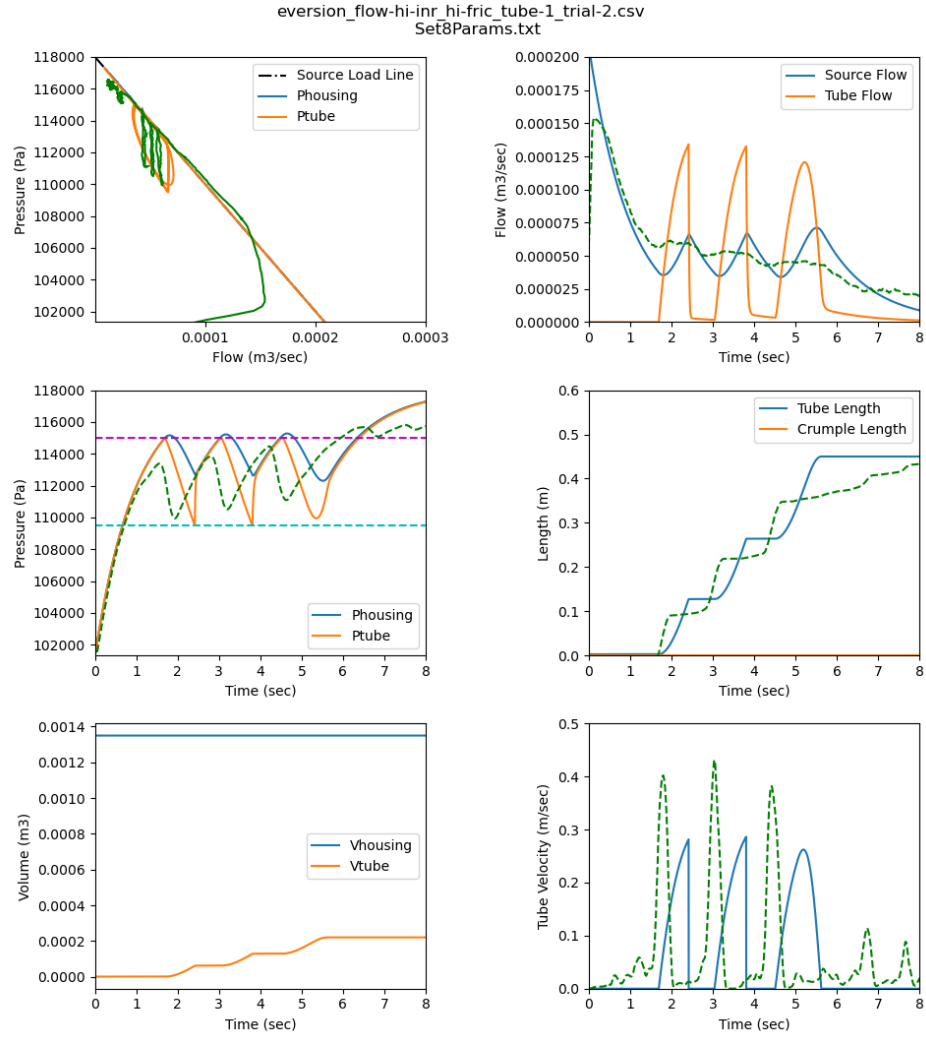 eversion_flow-hi-inr_hi-fric_tube-1_trial-2.csv
Set8Params.txt
118000
116000
114000
112000
110000
108000
106000
104000
102000
Pressure (Pa)
Source Load Line
Phousing
Ptube
0.0001
0.0002
0.0003
Flow (m3/sec)
0.000200
0.000175
0.000150
0.000125
0.000100
0.000075
0.000050
0.000025
0.000000
Flow (m3/sec)
Source Flow
Tube Flow
0 1 2 3 4 5 6 7 8
Time (sec)
118000
116000
114000
112000
110000
108000
106000
104000
102000
Pressure (Pa)
Phousing
Ptube
0 1 2 3 4 5 6 7 8
Time (sec)
0.6
0.5
0.4
0.3
0.2
0.1
0.0
Length (m)
Tube Length
Crumple Length
0 1 2 3 4 5 6 7 8
Time (sec)
0.0014
0.0012
0.0010
0.0008
0.0006
0.0004
0.0002
0.0000
Volume (m3)
Vhousing
Vtube
0 1 2 3 4 5 6 7 8
Time (sec)
0.5
0.4
0.3
0.2
0.1
0.0
Tube Velocity (m/sec)
0 1 2 3 4 5 6 7 8
Time (sec)